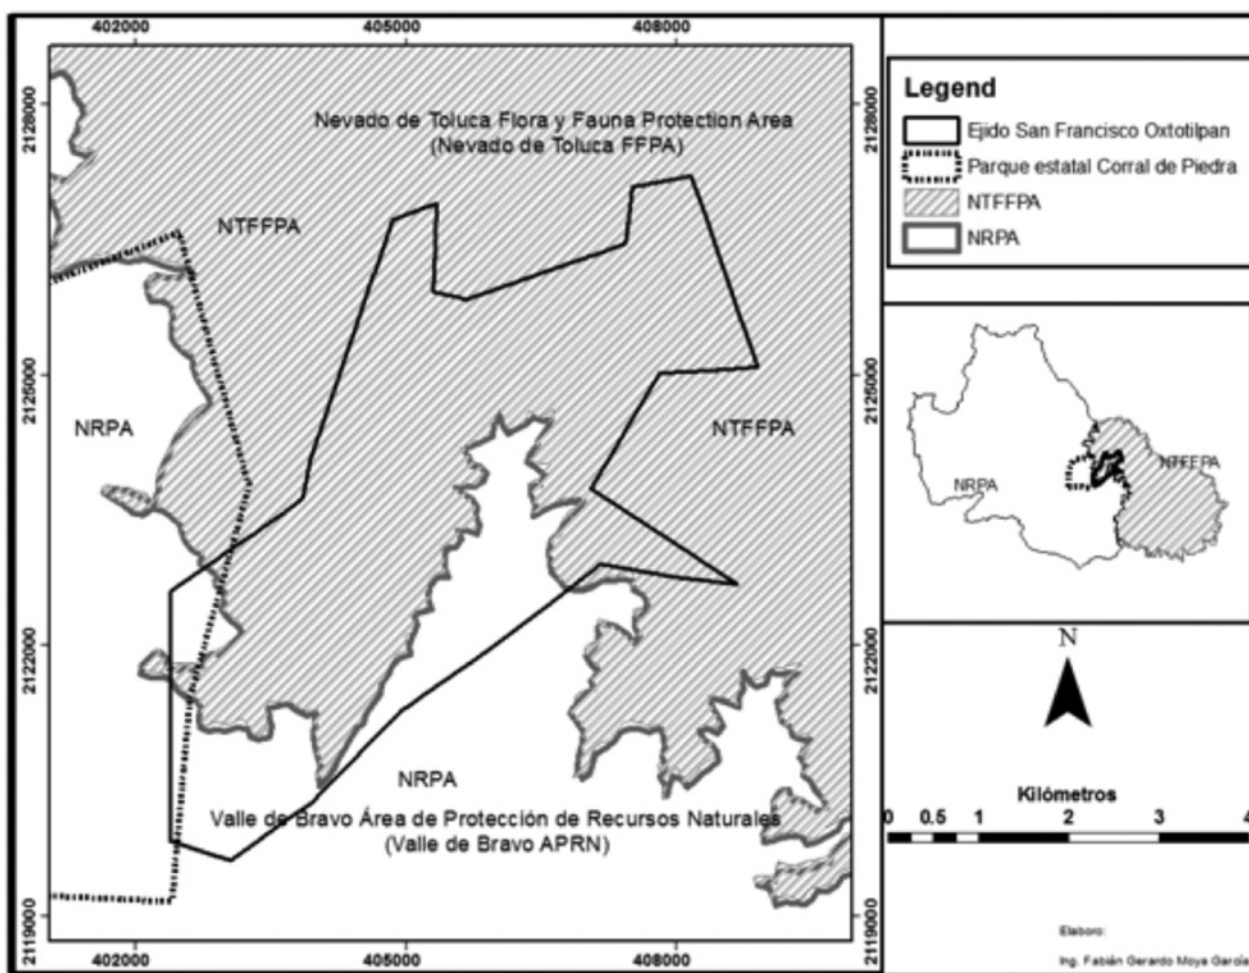 402000 405000 408000
2128000
2125000
2122000
2119000
Nevado de Toluca Flora y Fauna Protection Area
(Nevado de Toluca FFPA)
NTFFPA
NRPA
NTFFPA
NRPA
Valle de Bravo Área de Protección de Recursos Naturales
(Valle de Bravo APRN)
2128000
2125000
2122000
2119000
402000 405000 408000
Legend
Ejido San Francisco Oxtotilpan
Parque estatal Corral de Piedra
NTFFPA
NRPA
NRPA
NTFFPA
N
Kilómetros
0 0.5 1 2 3 4
Elaboro:
Ing. Fabián Gerardo Moya García